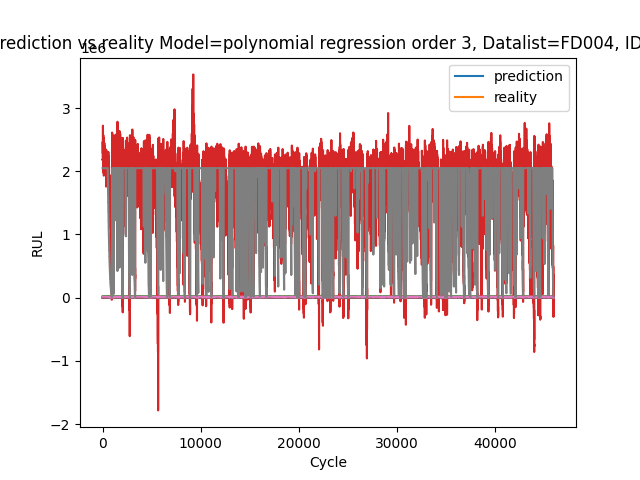 rediction vs reality Model=polynomial regression order 3, Datalist=FD004, ID
1e6
prediction
reality
3
2
1
0
−1
−2
RUL
0 10000 20000 30000 40000
Cycle